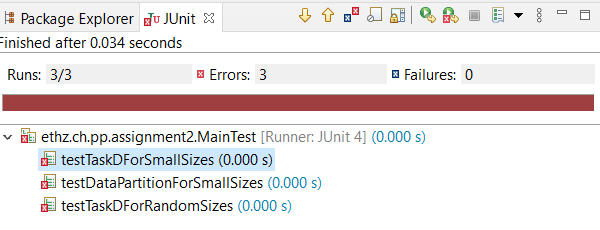 Package Explorer JUnit
Finished after 0.034 seconds
Runs: 3/3 Errors: 3 Failures: 0
ethz.ch.pp.assignment2.MainTest [Runner: JUnit 4] (0.000 s)
testTaskDForSmallSizes (0.000 s)
testDataPartitionForSmallSizes (0.000 s)
testTaskDForRandomSizes (0.000 s)